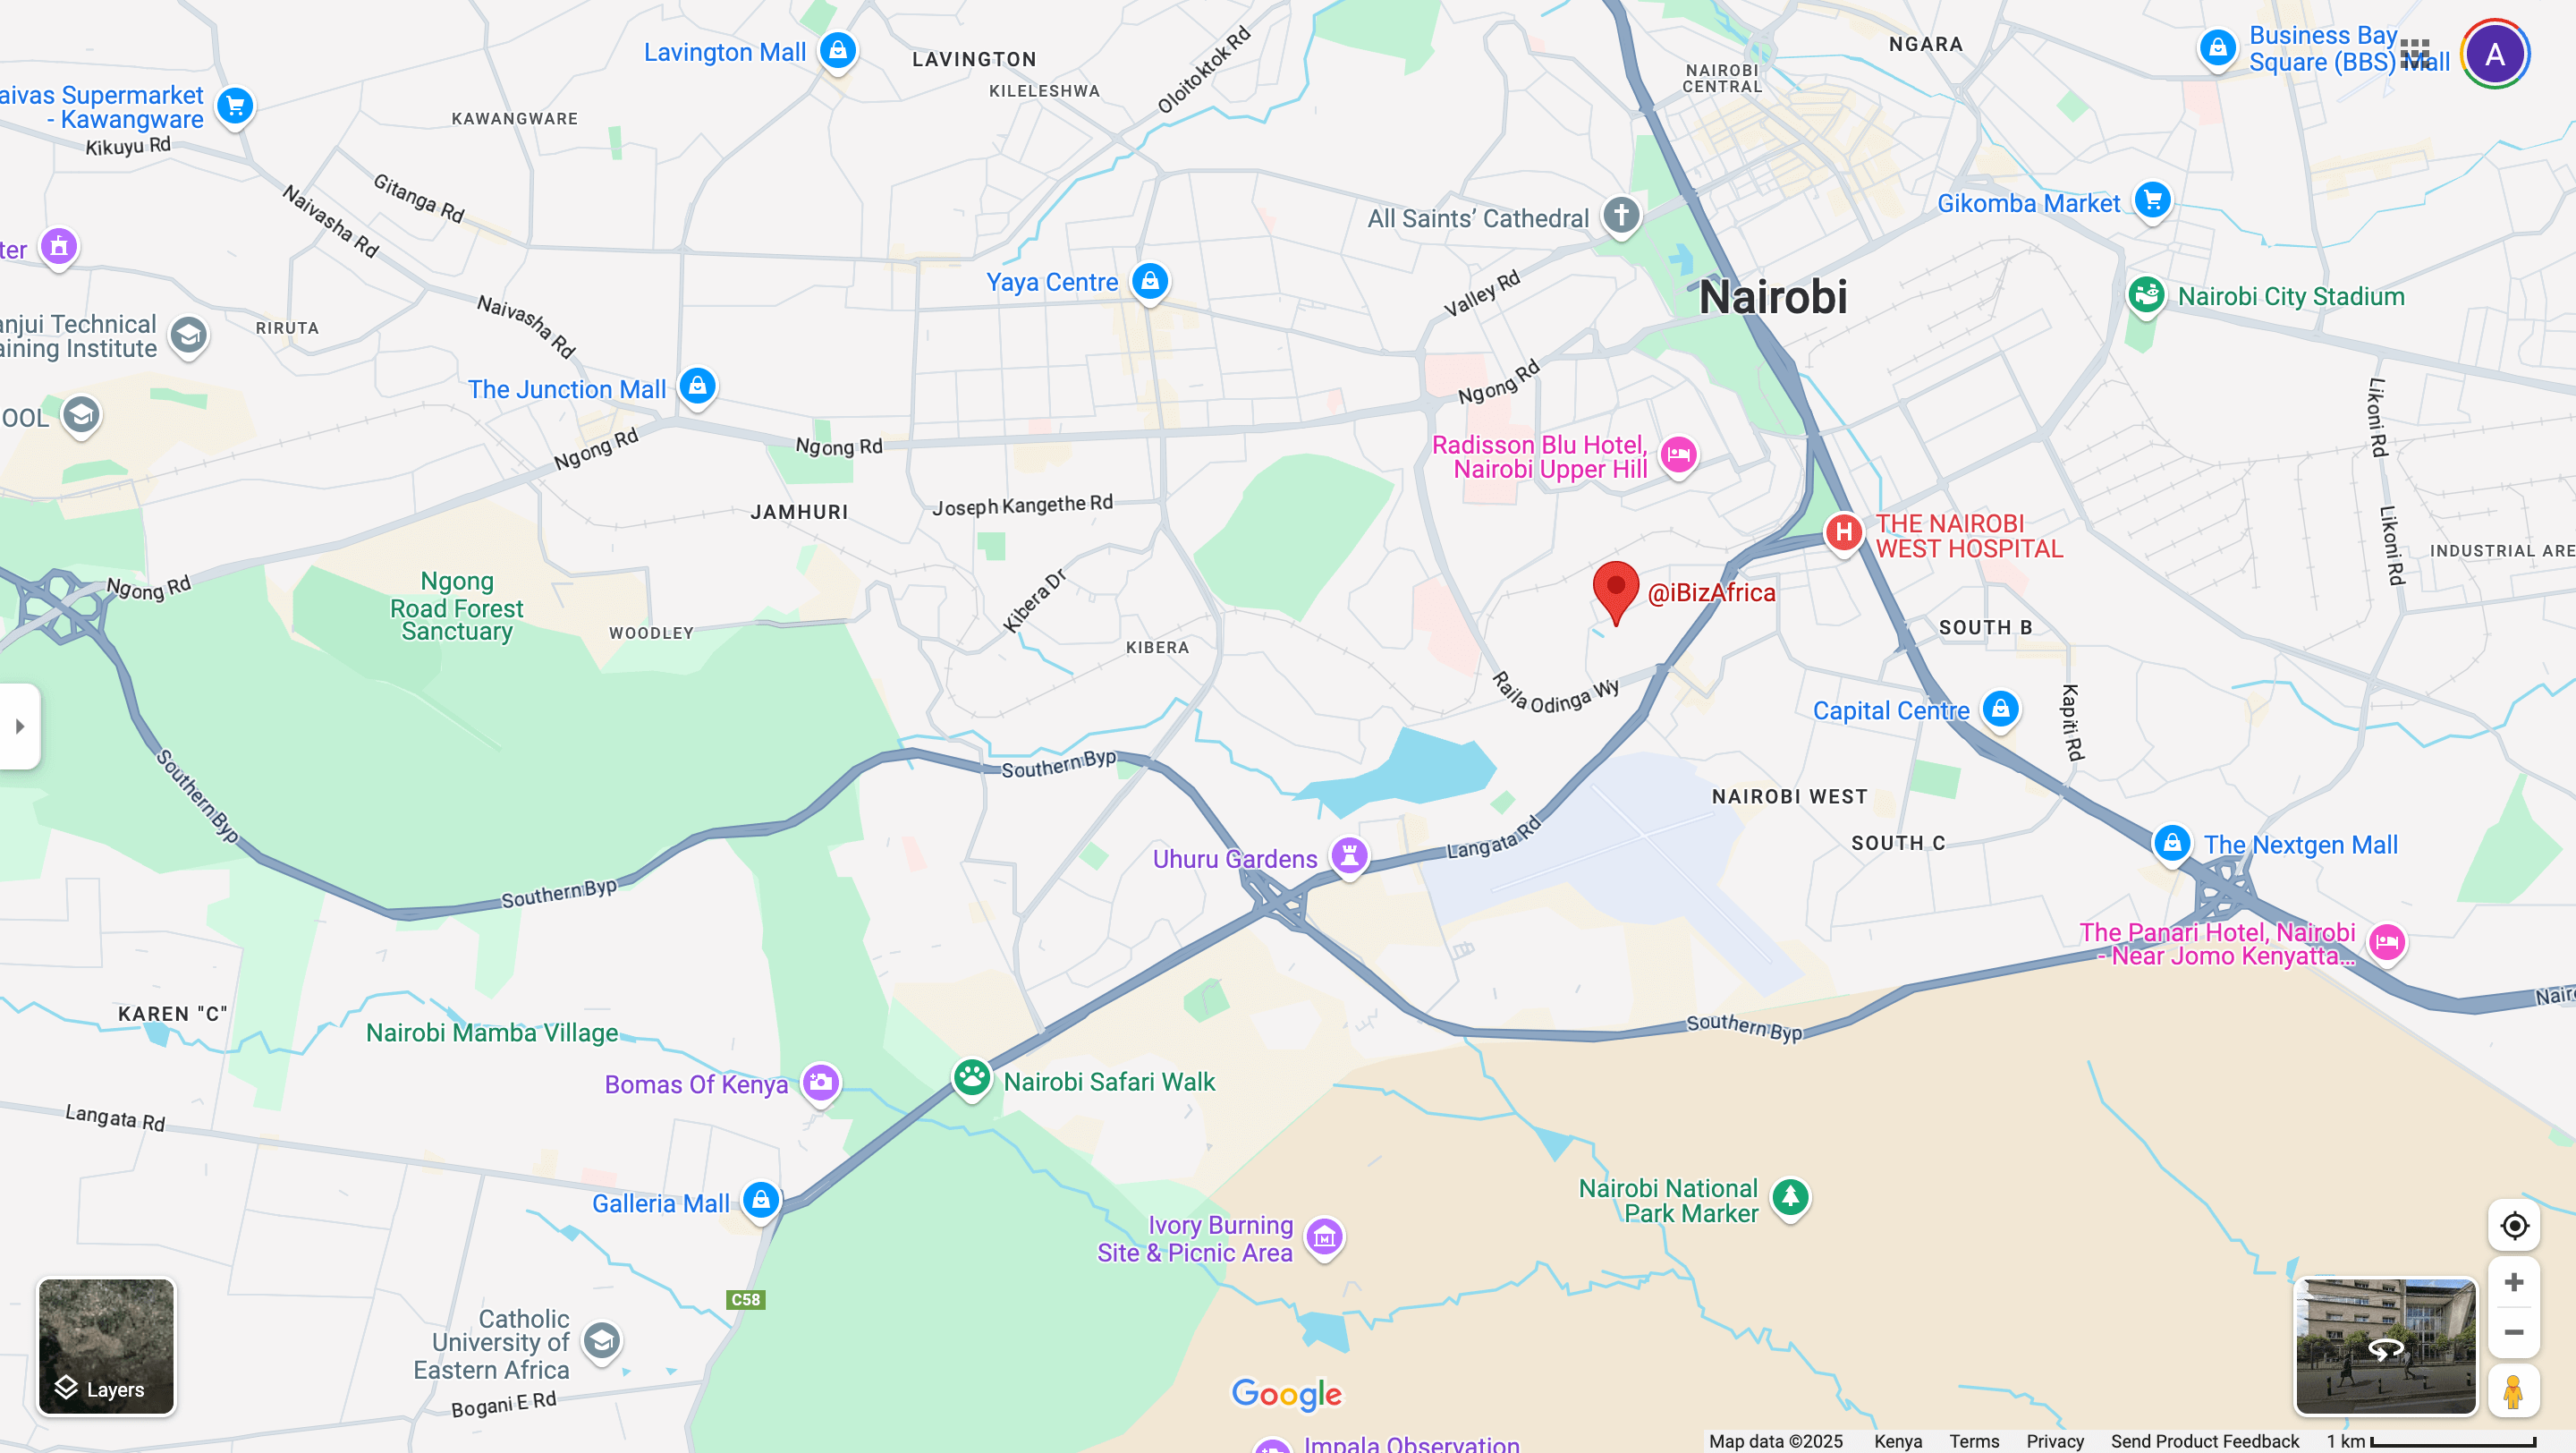 Lavington Mall
LAVINGTON
KILELESHWA
Oloitoktok Rd
NGARA
NAIROBI
CENTRAL
Business Bay
Square (BBS) Mall
A
aivas Supermarket
- Kawangware
Kikuyu Rd
KAWANGWARE
Gitanga Rd
Naivasha Rd
All Saints' Cathedral
Gikomba Market
ter
Yaya Centre
Valley Rd
Nairobi
Nairobi City Stadium
anjui Technical
aining Institute
RIRUTA
Naivasha Rd
The Junction Mall
Ngong Rd
Likoni Rd
OOL
Ngong Rd
Ngong Rd
Radisson Blu Hotel,
Nairobi Upper Hill
JAMHURI
Joseph Kangethe Rd
H
THE NAIROBI
WEST HOSPITAL
Likoni Rd
INDUSTRIAL ARE
Ngong Rd
Ngong
Road Forest
Sanctuary
WOODLEY
Kibera Dr
KIBERA
@iBizAfrica
SOUTH B
Raila Odinga Wy
Capital Centre
Kapiti Rd
Southern Byp
Southern Byp
NAIROBI WEST
SOUTH C
Langata Rd
Uhuru Gardens
The Nextgen Mall
Southern Byp
The Panari Hotel, Nairobi
- Near Jomo Kenyatta...
Nair
KAREN "C"
Nairobi Mamba Village
Southern Byp
Bomas Of Kenya
Nairobi Safari Walk
Langata Rd
Galleria Mall
Nairobi National
Park Marker
Ivory Burning
Site & Picnic Area
M
C58
Catholic
University of
Eastern Africa
Bogani E Rd
Layers
Google
Impala Observation
Map data ©2025 Kenya Terms Privacy Send Product Feedback 1 km